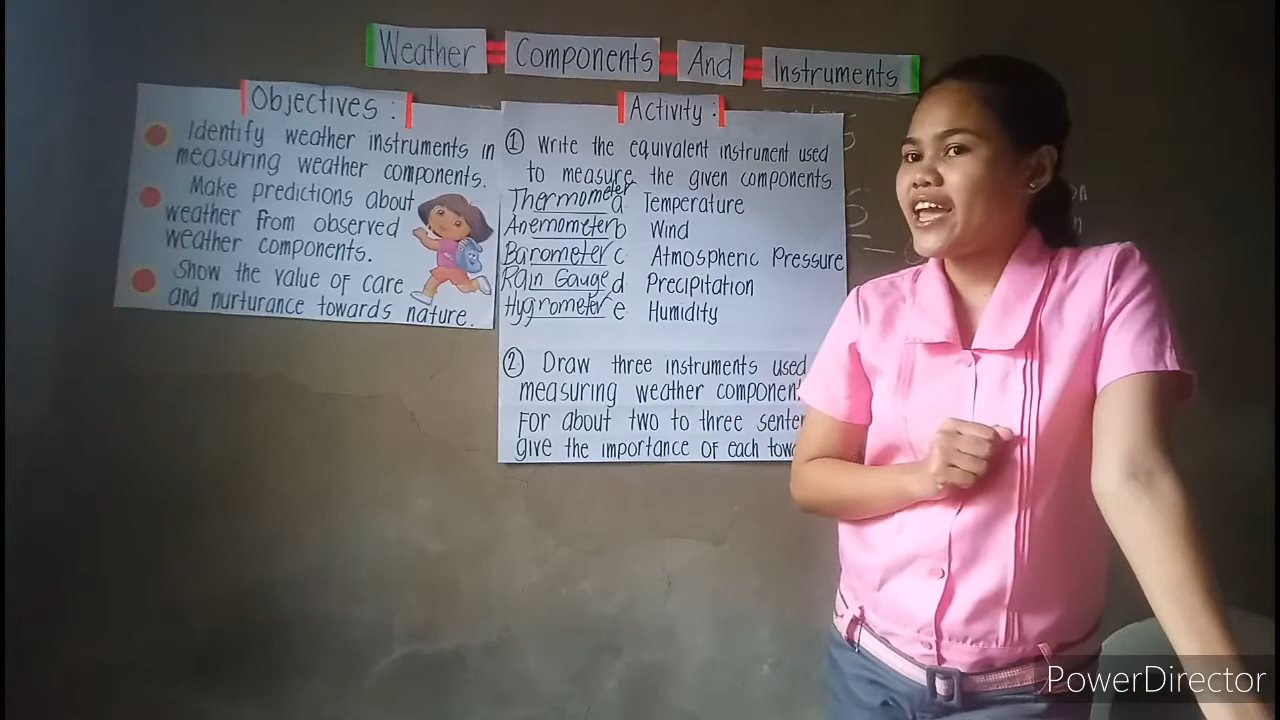 Weather Components And Instruments
Objectives :
Identify weather instruments in
measuring weather components.
Make predictions about
weather from observed
weather components.
Show the value of care
and nurturance towards nature.
Activity :
① Write the equivalent instrument used
to measure the given components
Thermometer a. Temperature
Anemometer b Wind
Barometer c Atmospheric Pressure
Rain Gauge d Precipitation
Hygrometer e Humidity
② Draw three instruments used
measuring weather componen
For about two to three senten
give the importance of each tow
PowerDirector